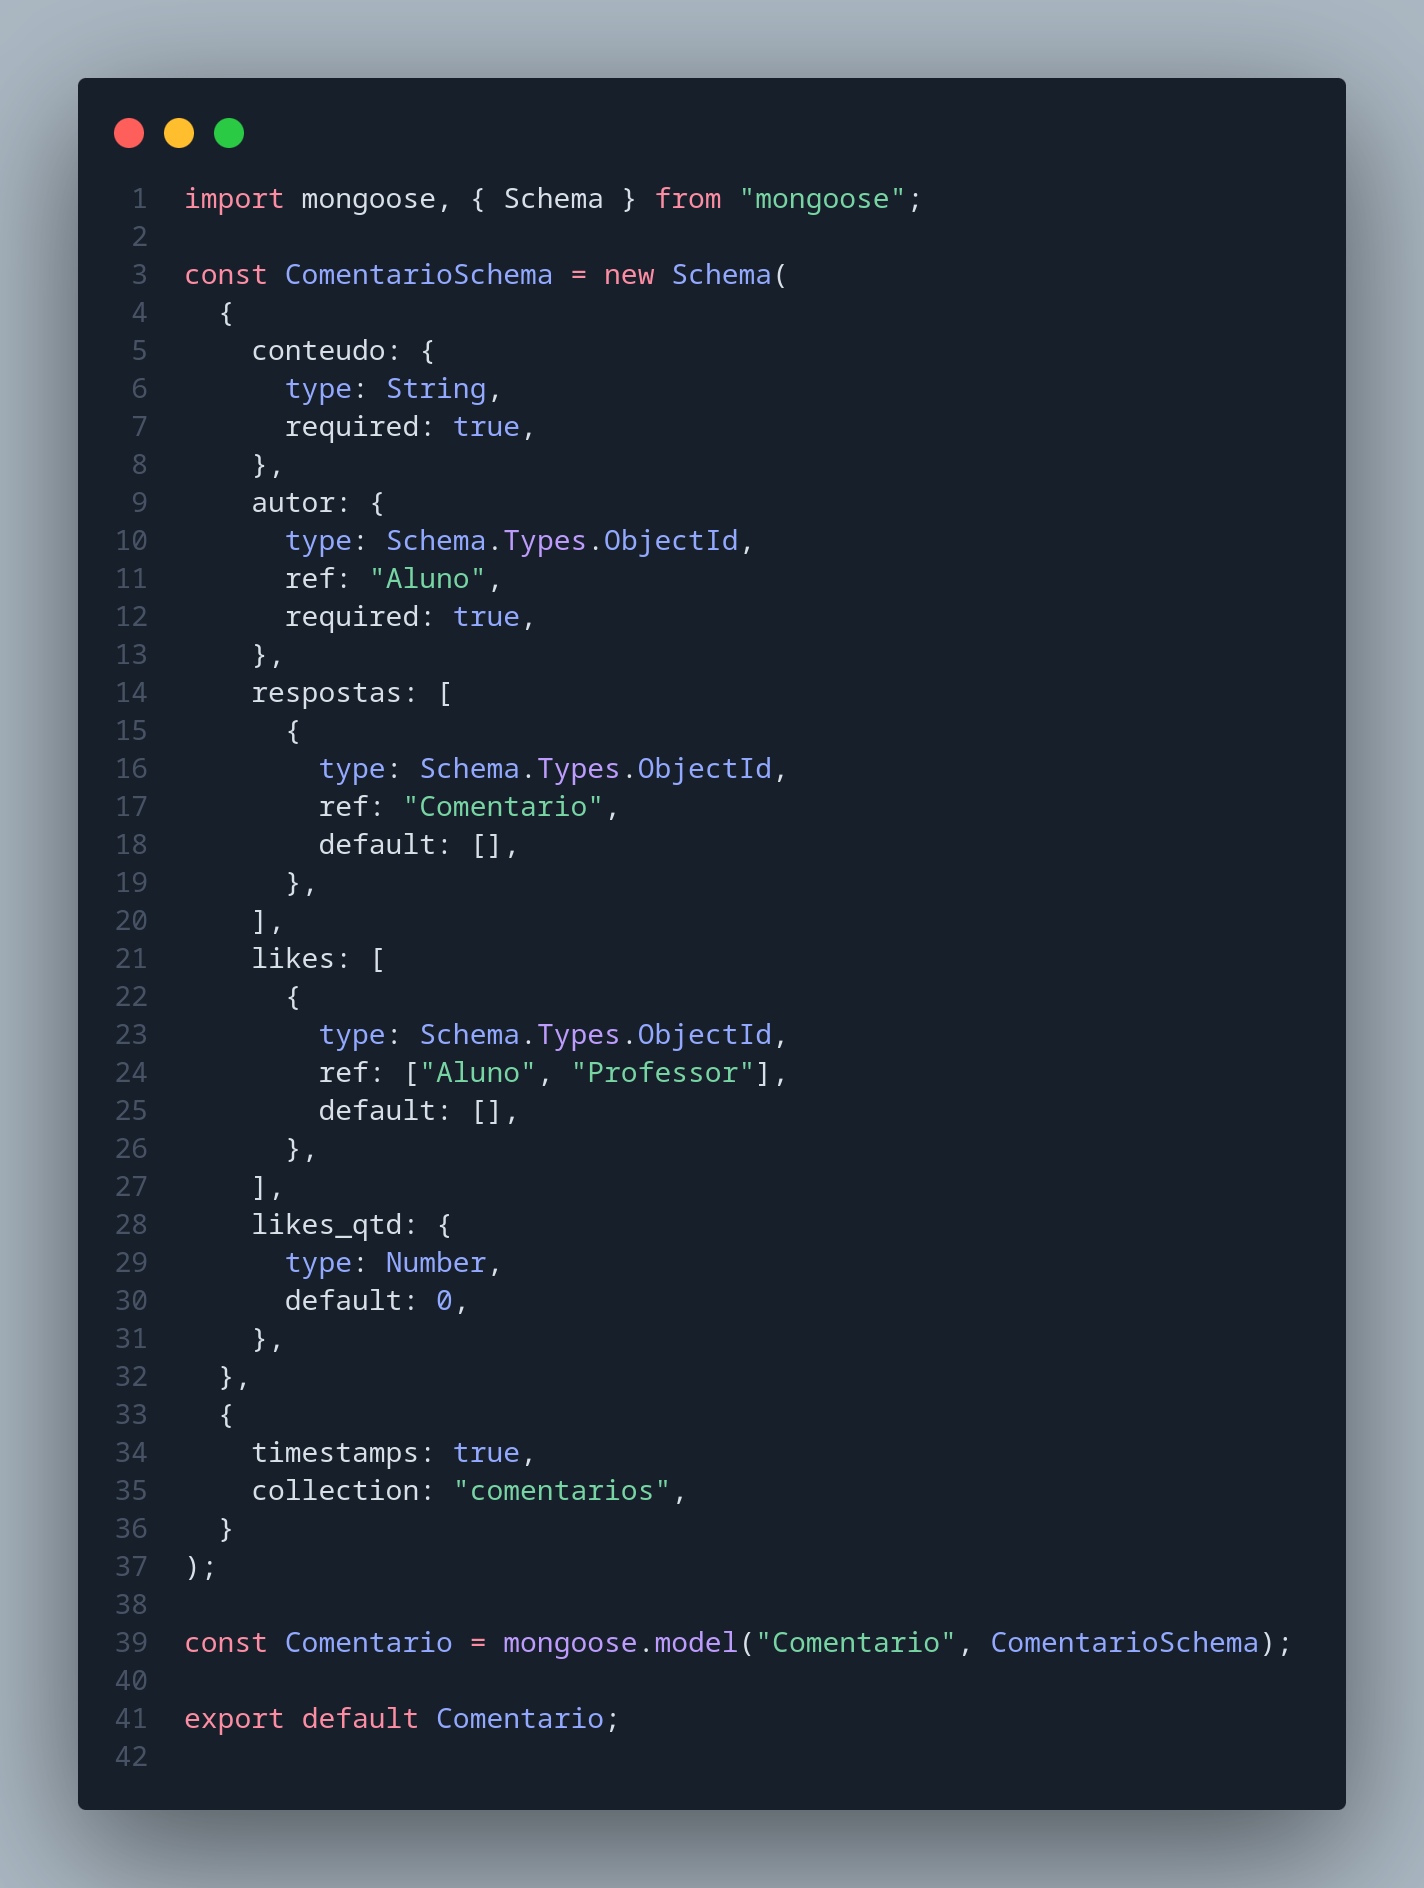 1 import mongoose, { Schema } from "mongoose";
2
3 const ComentarioSchema = new Schema(
4   {
5     conteudo: {
6       type: String,
7       required: true,
8     },
9     autor: {
10       type: Schema.Types.ObjectId,
11       ref: "Aluno",
12       required: true,
13     },
14     respostas: [
15       {
16         type: Schema.Types.ObjectId,
17         ref: "Comentario",
18         default: [],
19       },
20     ],
21     likes: [
22       {
23         type: Schema.Types.ObjectId,
24         ref: ["Aluno", "Professor"],
25         default: [],
26       },
27     ],
28     likes_qtd: {
29       type: Number,
30       default: 0,
31     },
32   },
33   {
34     timestamps: true,
35     collection: "comentarios",
36   }
37 );
38
39 const Comentario = mongoose.model("Comentario", ComentarioSchema);
40
41 export default Comentario;
42